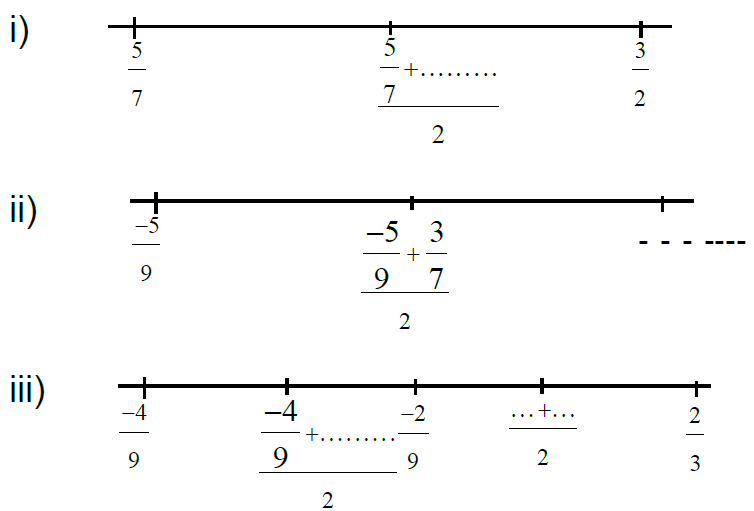 i)
5/7 (5/7 + .........)/2 3/2
ii)
-5/9 (-5/9 + 3/7)/2 - - - ----
iii)
-4/9 (-4/9 + .........)/2 -2/9 (...+...)/2 2/3